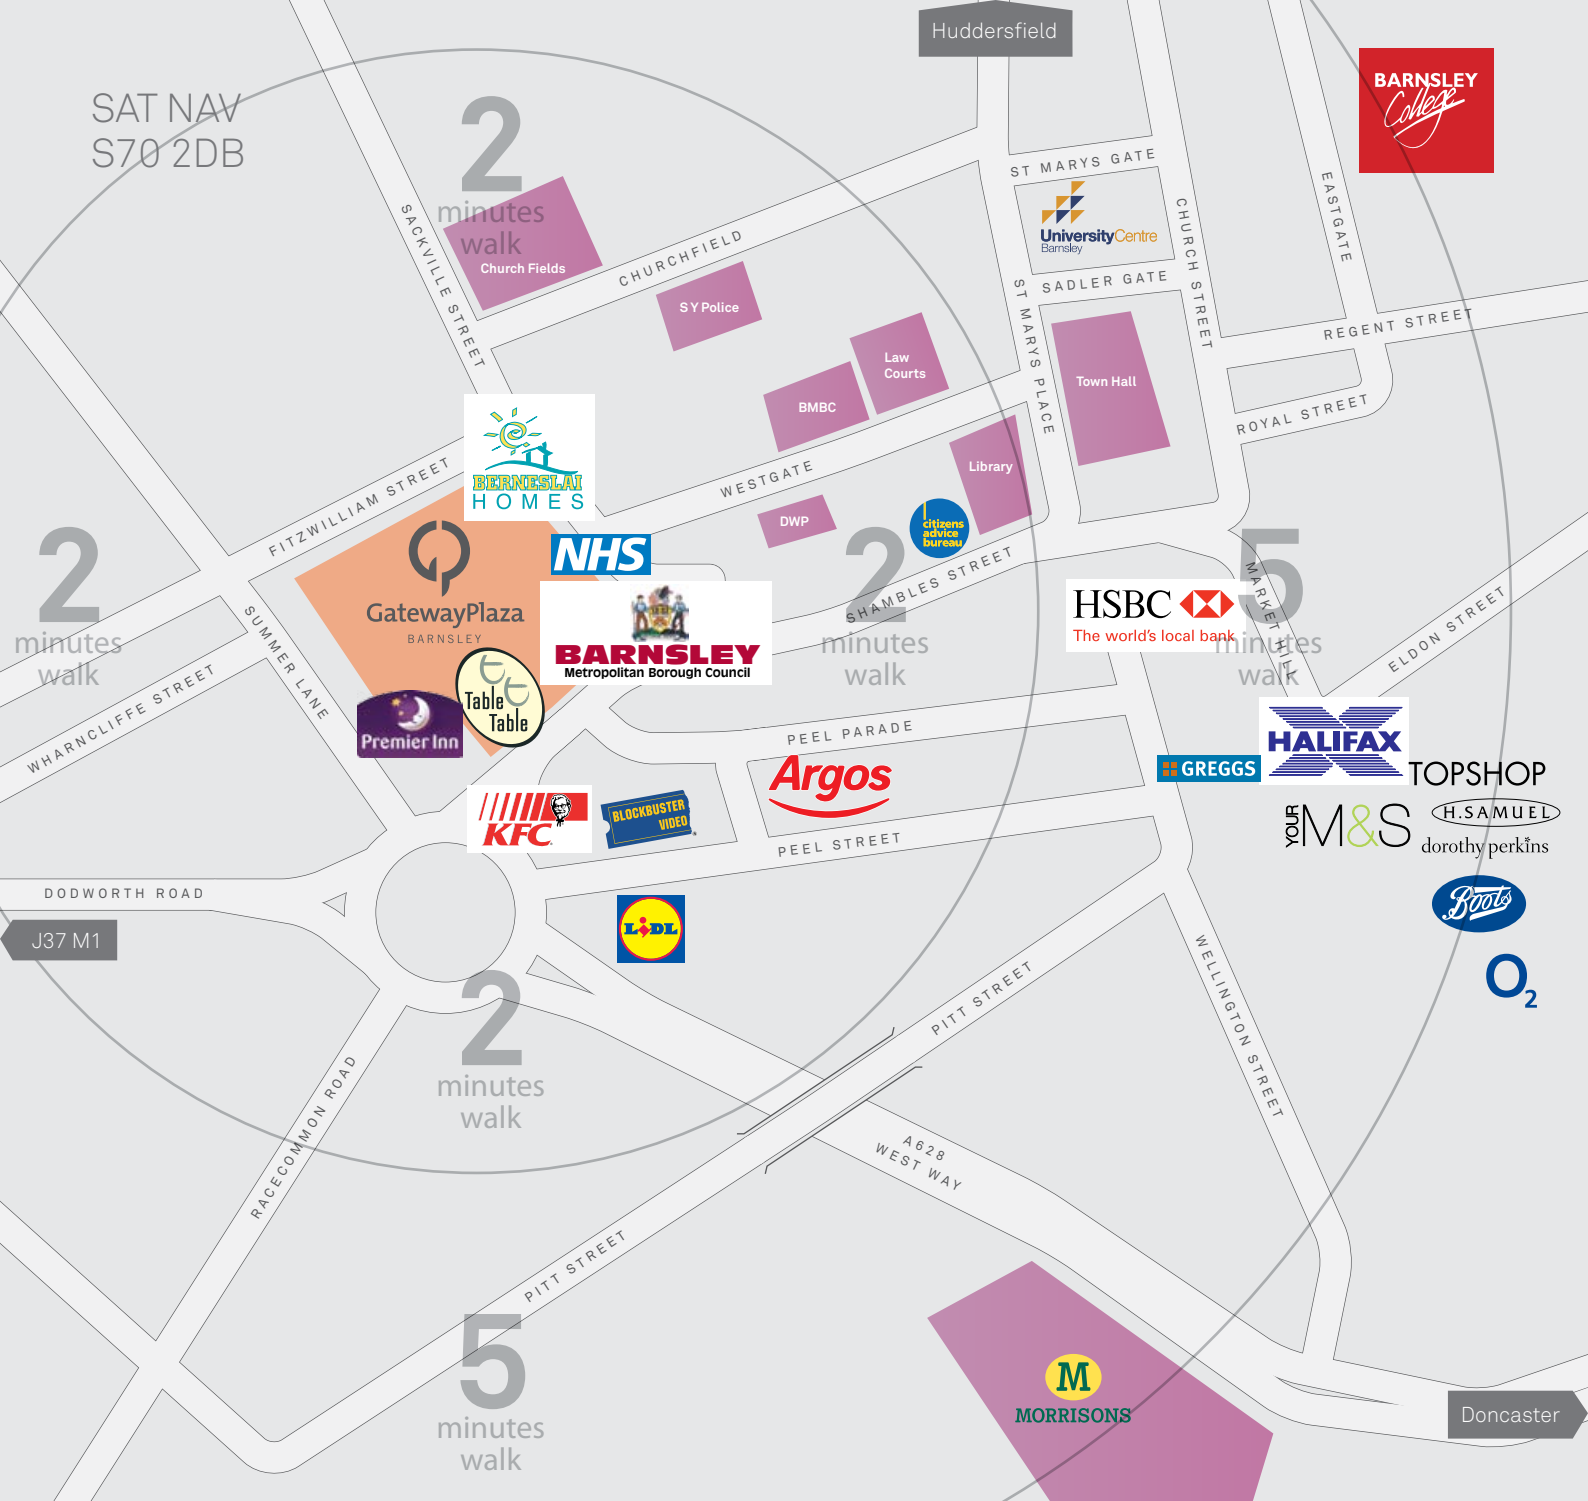 Huddersfield
SAT NAV
S70 2DB
BARNSLEY
College
2
minutes
walk
Church Fields
SACKVILLE STREET
CHURCHFIELD
S Y Police
ST MARYS GATE
UniversityCentre
Barnsley
SADLER GATE
CHURCH STREET
EASTGATE
REGENT STREET
ROYAL STREET
ST MARYS PLACE
Town Hall
Law
Courts
BMBC
Library
WESTGATE
DWP
citizens
advice
bureau
BERNESLAI
HOMES
FITZWILLIAM STREET
NHS
GatewayPlaza
BARNSLEY
2
minutes
walk
2
minutes
walk
5
minutes
walk
SHAMBLES STREET
MARKET HILL
ELDON STREET
HSBC
The world's local bank
BARNSLEY
Metropolitan Borough Council
SUMMER LANE
WHARNCLIFFE STREET
Table
Table
Premier Inn
PEEL PARADE
Argos
PEEL STREET
KFC
BLOCKBUSTER
VIDEO
GREGGS
HALIFAX
TOPSHOP
YOUR
M&S
H.SAMUEL
dorothy perkins
Boots
O2
DODWORTH ROAD
J37 M1
LIDL
2
minutes
walk
PITT STREET
WELLINGTON STREET
RACECOMMON ROAD
A628
WEST WAY
PITT STREET
5
minutes
walk
M
MORRISONS
Doncaster